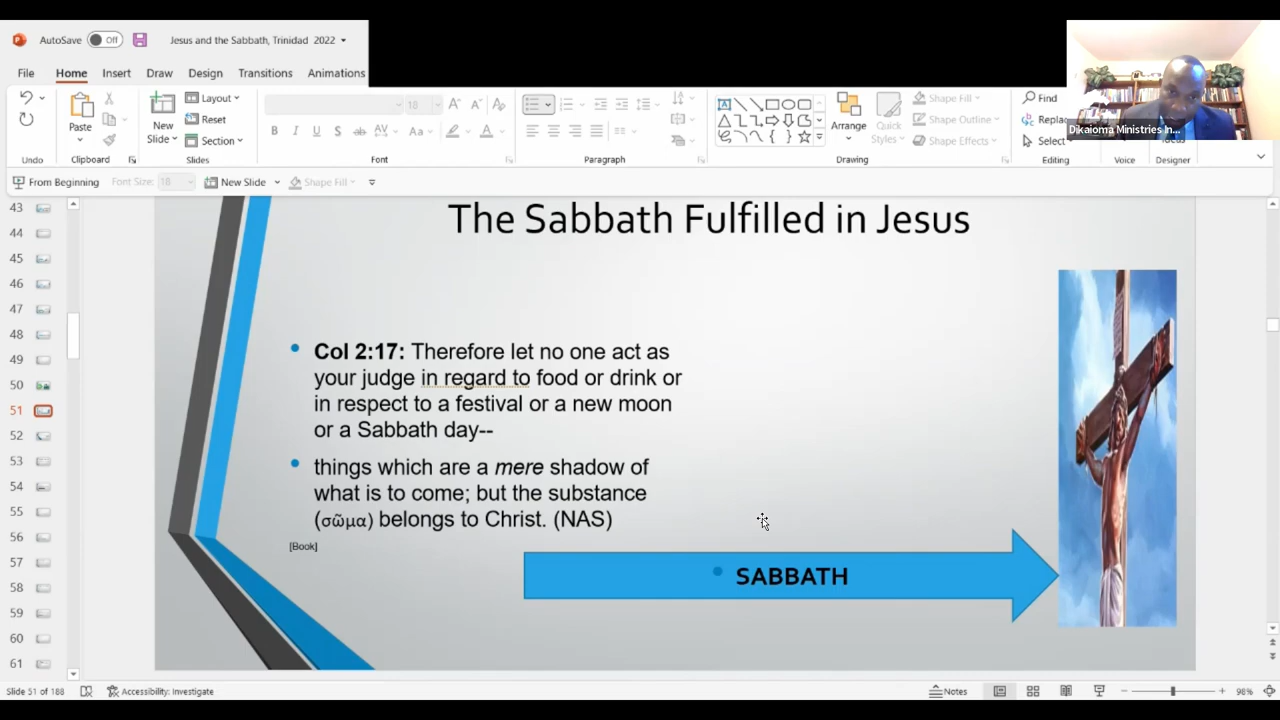 AutoSave Off Jesus and the Sabbath, Trinidad 2022
File Home Insert Draw Design Transitions Animations
Paste
New Slide
Layout
Reset
Section
18
B I U S ab AV Aa A
Arrange
Quick Styles
Shape Fill
Shape Outline
Shape Effects
Find
Select
Dikaioma Ministries In...
Undo Clipboard Slides Font Paragraph Drawing Editing Voice Designer
From Beginning Font Size: 18 New Slide Shape Fill
43
44
45
46
47
48
49
50
51
52
53
54
55
56
57
58
59
60
61
The Sabbath Fulfilled in Jesus
• Col 2:17: Therefore let no one act as
your judge in regard to food or drink or
in respect to a festival or a new moon
or a Sabbath day--
• things which are a mere shadow of
what is to come; but the substance
(σῶμα) belongs to Christ. (NAS)
[Book]
• SABBATH
Slide 51 of 188 Accessibility: Investigate Notes 98%